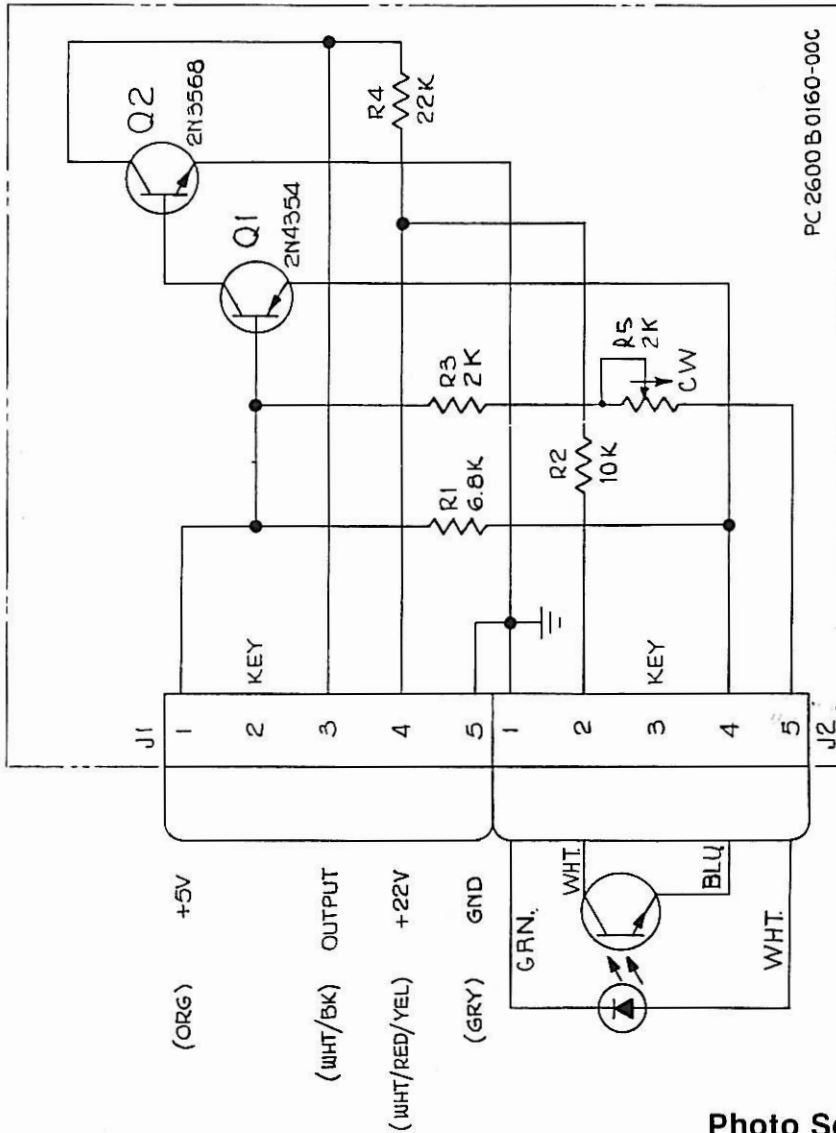 Q2
2N3568
R4
22K
Q1
2N4354
R3
2K
R5
2K
CW
R2
10K
R1
6.8K
KEY
KEY
J1
1
2
3
4
5
1
2
3
4
5
J2
(ORG) +5V
(WHT/BK) OUTPUT
(WHT/RED/YEL) +22V
(GRY) GND
GRN.
WHT.
BLU
WHT.
PC 2600B0160-00C
Photo Se